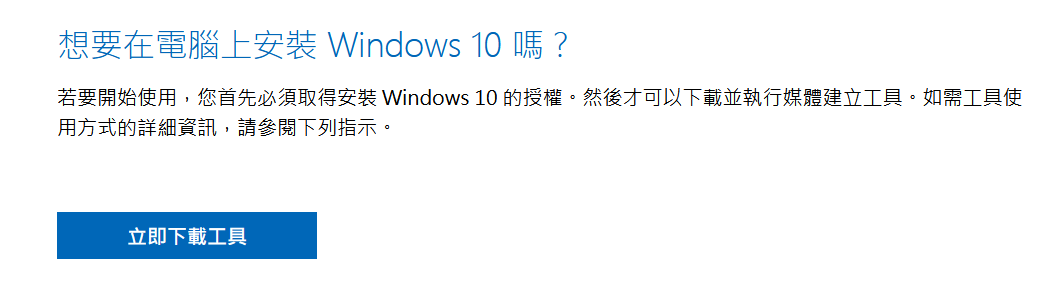 想要在電腦上安裝 Windows 10 嗎？
若要開始使用，您首先必須取得安裝 Windows 10 的授權。然後才可以下載並執行媒體建立工具。如需工具使
用方式的詳細資訊，請參閱下列指示。
立即下載工具